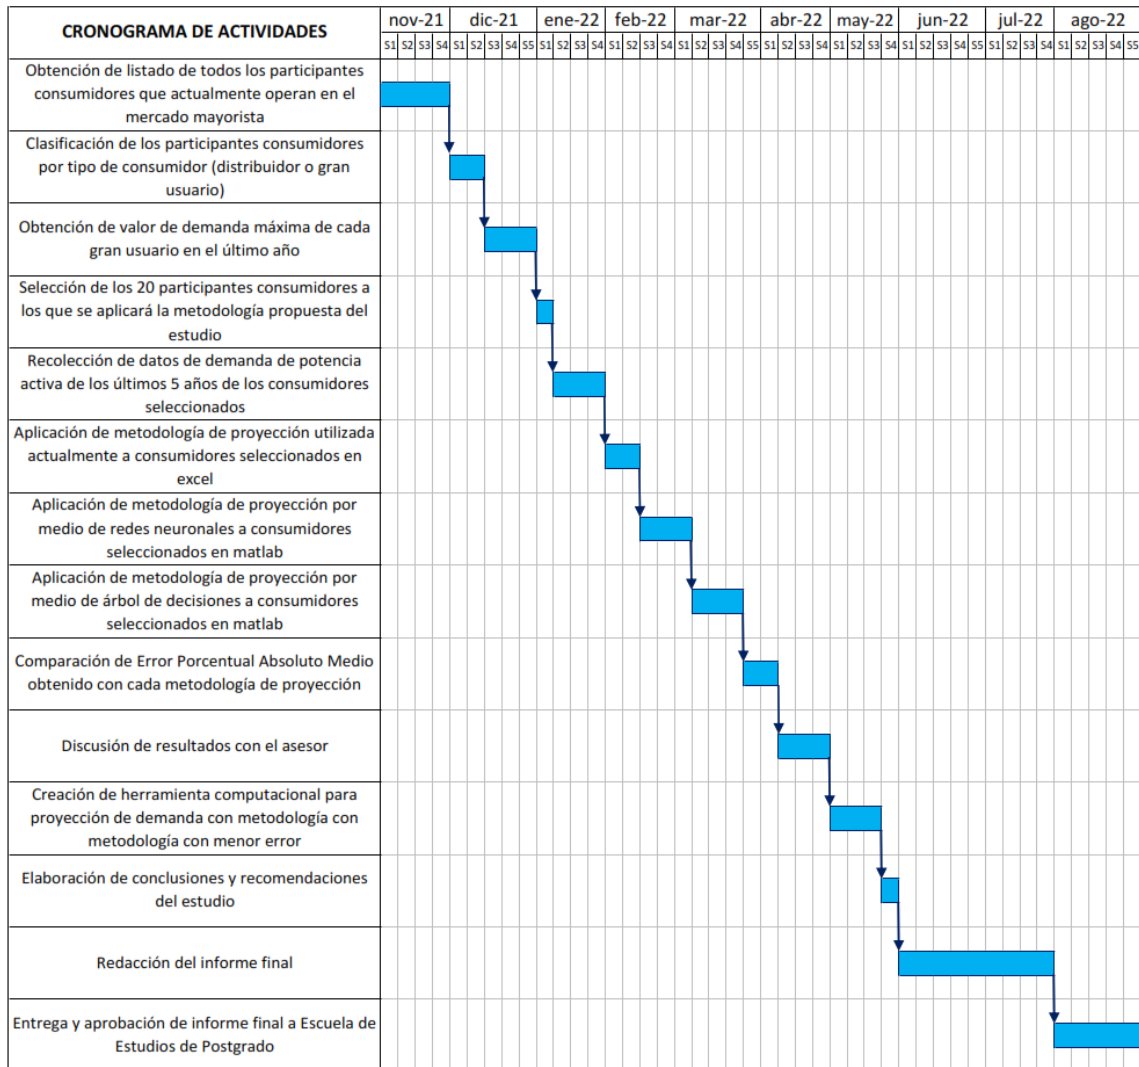 CRONOGRAMA DE ACTIVIDADES
nov-21 dic-21 ene-22 feb-22 mar-22 abr-22 may-22 jun-22 jul-22 ago-22
S1 S2 S3 S4 S1 S2 S3 S4 S5 S1 S2 S3 S4 S1 S2 S3 S4 S1 S2 S3 S4 S5 S1 S2 S3 S4 S1 S2 S3 S4 S1 S2 S3 S4 S5 S1 S2 S3 S4 S1 S2 S3 S4 S5
Obtención de listado de todos los participantes
consumidores que actualmente operan en el
mercado mayorista
Clasificación de los participantes consumidores
por tipo de consumidor (distribuidor o gran
usuario)
Obtención de valor de demanda máxima de cada
gran usuario en el último año
Selección de los 20 participantes consumidores a
los que se aplicará la metodología propuesta del
estudio
Recolección de datos de demanda de potencia
activa de los últimos 5 años de los consumidores
seleccionados
Aplicación de metodología de proyección utilizada
actualmente a consumidores seleccionados en
excel
Aplicación de metodología de proyección por
medio de redes neuronales a consumidores
seleccionados en matlab
Aplicación de metodología de proyección por
medio de árbol de decisiones a consumidores
seleccionados en matlab
Comparación de Error Porcentual Absoluto Medio
obtenido con cada metodología de proyección
Discusión de resultados con el asesor
Creación de herramienta computacional para
proyección de demanda con metodología con
metodología con menor error
Elaboración de conclusiones y recomendaciones
del estudio
Redacción del informe final
Entrega y aprobación de informe final a Escuela de
Estudios de Postgrado